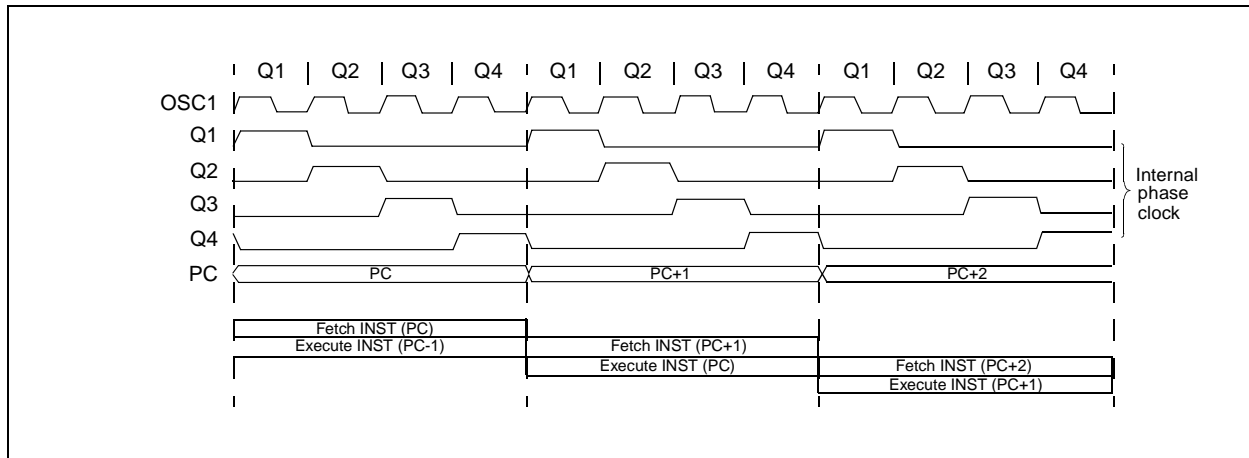 Q1 Q2 Q3 Q4 Q1 Q2 Q3 Q4 Q1 Q2 Q3 Q4
OSC1
Q1
Q2
Q3
Q4
PC
Internal
phase
clock
PC PC+1 PC+2
Fetch INST (PC)
Execute INST (PC-1) Fetch INST (PC+1)
Execute INST (PC) Fetch INST (PC+2)
Execute INST (PC+1)